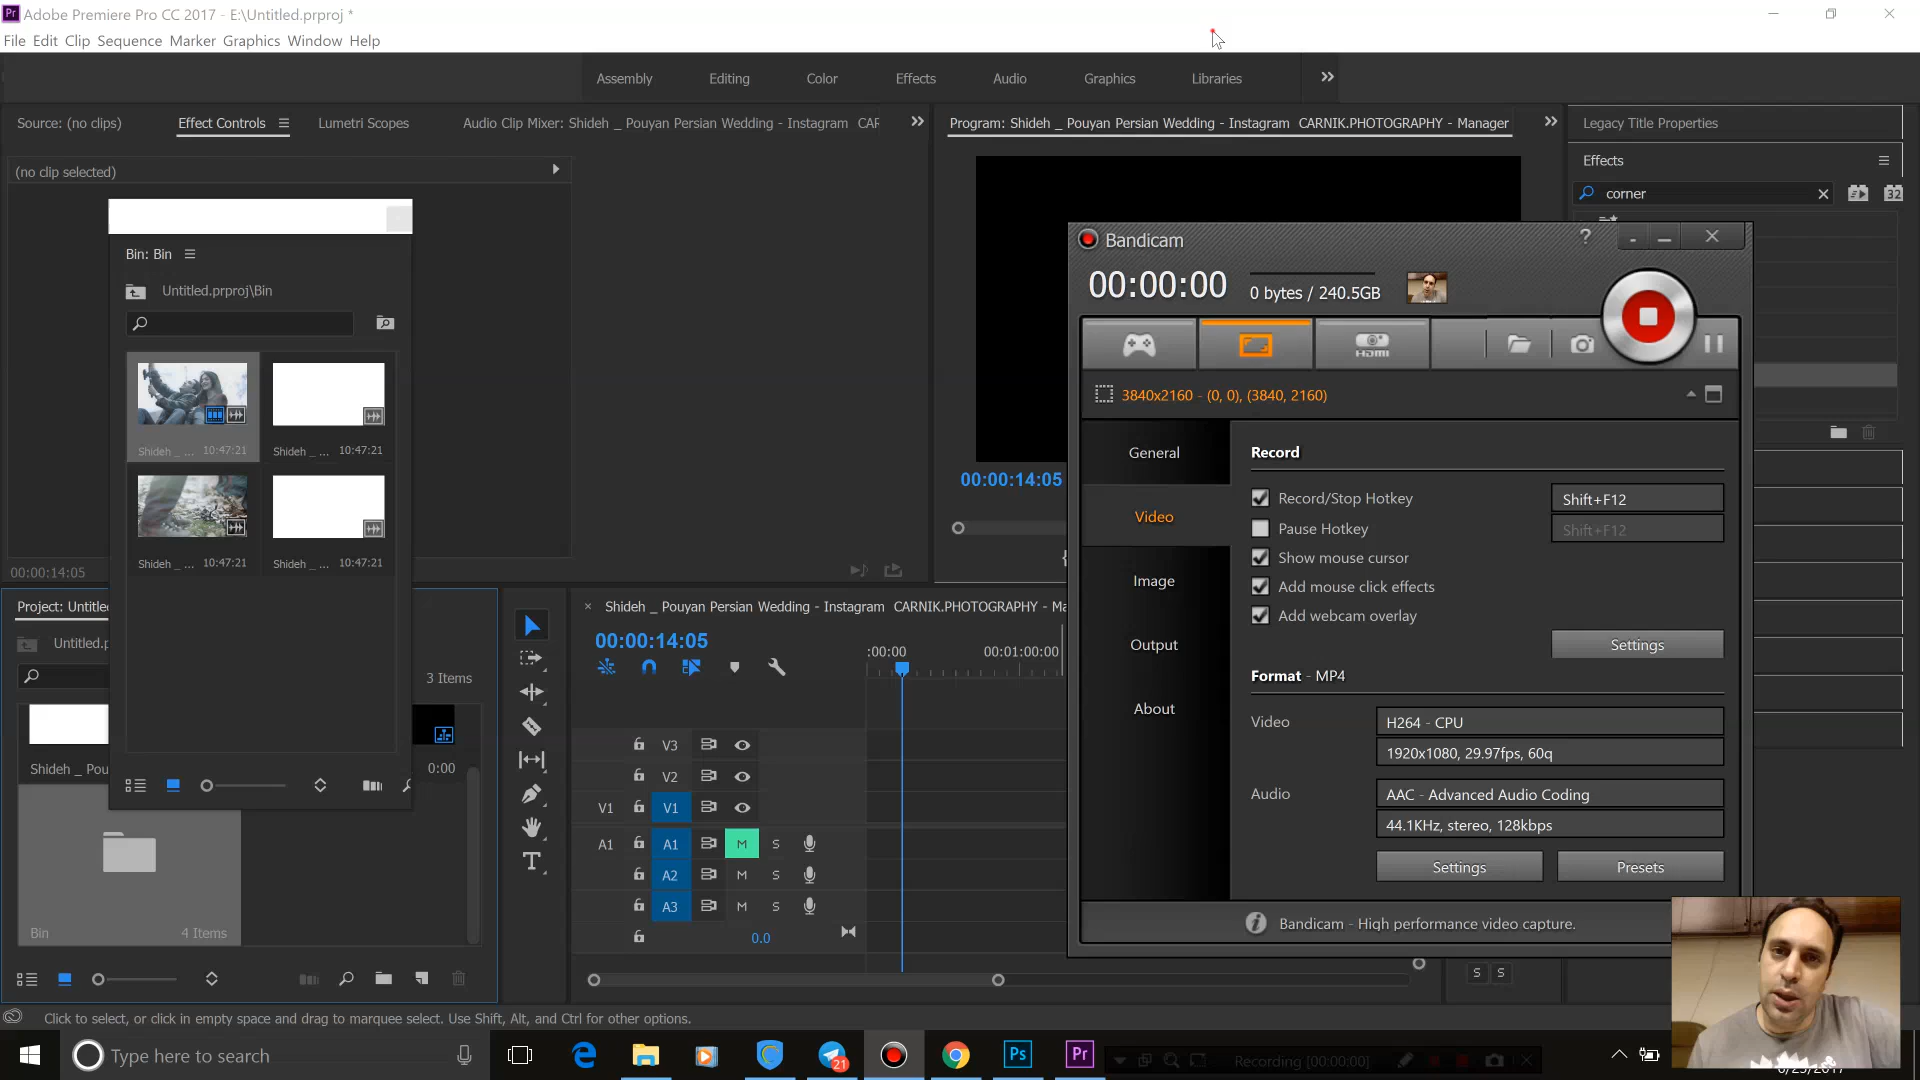 Pr Adobe Premiere Pro CC 2017 - E:\Untitled.prproj *
File Edit Clip Sequence Marker Graphics Window Help
Assembly Editing Color Effects Audio Graphics Libraries
Source: (no clips) Effect Controls Lumetri Scopes Audio Clip Mixer: Shideh _ Pouyan Persian Wedding - Instagram CAR
Program: Shideh _ Pouyan Persian Wedding - Instagram CARNIK.PHOTOGRAPHY - Manager
Legacy Title Properties
(no clip selected)
Effects
corner
32
Bin: Bin
Untitled.prproj\Bin
Shideh _ ... 10:47:21
Shideh _ ... 10:47:21
Shideh _ ... 10:47:21
Shideh _ ... 10:47:21
00:00:14:05
00:00:14:05
Bandicam
?
00:00:00
0 bytes / 240.5GB
HDMI
3840x2160 - (0, 0), (3840, 2160)
General
Video
Image
Output
About
Record
Record/Stop Hotkey Shift+F12
Pause Hotkey Shift+F12
Show mouse cursor
Add mouse click effects
Add webcam overlay
Settings
Format - MP4
Video H264 - CPU
1920x1080, 29.97fps, 60q
Audio AAC - Advanced Audio Coding
44.1KHz, stereo, 128kbps
Settings Presets
Bandicam - High performance video capture.
Project: Untitle
Untitled.p
3 Items
Shideh _ Pou
0:00
Bin 4 Items
Shideh _ Pouyan Persian Wedding - Instagram CARNIK.PHOTOGRAPHY - Ma
00:00:14:05
:00:00 00:01:00:00
V3
V2
V1 V1
A1 A1 M S
A2 M S
A3 M S
0.0
S S
Click to select, or click in empty space and drag to marquee select. Use Shift, Alt, and Ctrl for other options.
Type here to search
21
Ps
Pr
Recording [00:00:00]